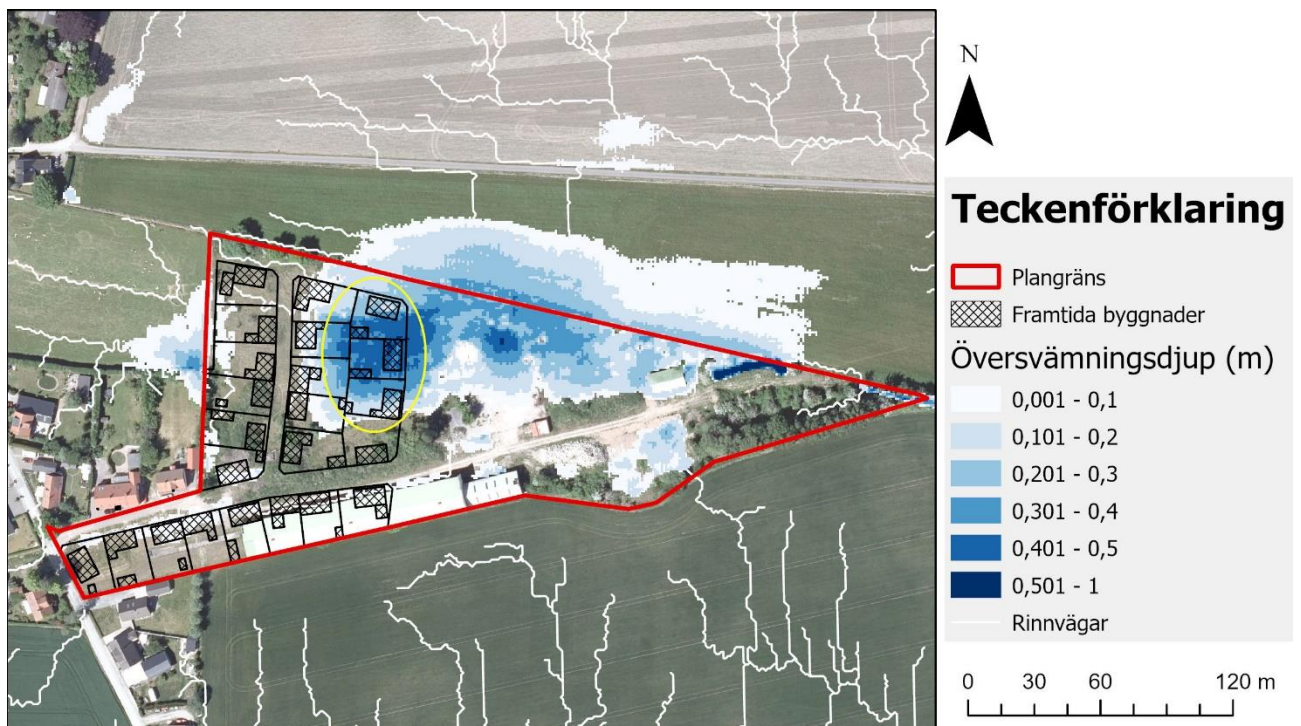 N
Teckenförklaring
Plangräns
Framtida byggnader
Översvämningsdjup (m)
0,001 - 0,1
0,101 - 0,2
0,201 - 0,3
0,301 - 0,4
0,401 - 0,5
0,501 - 1
Rinnvägar
0 30 60 120 m